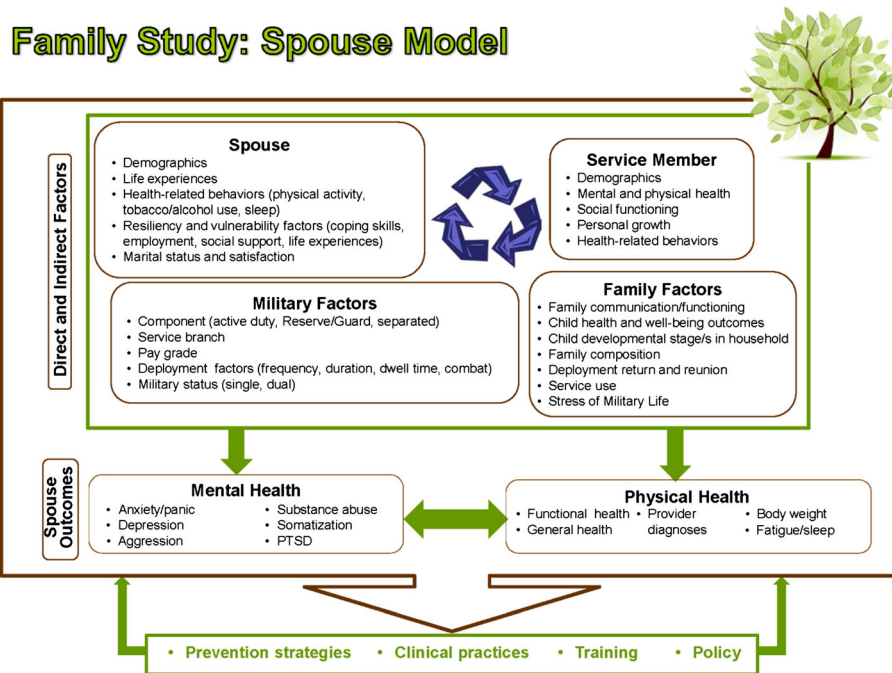 Family Study: Spouse Model
Direct and Indirect Factors
Spouse
• Demographics
• Life experiences
• Health-related behaviors (physical activity,
tobacco/alcohol use, sleep)
• Resiliency and vulnerability factors (coping skills,
employment, social support, life experiences)
• Marital status and satisfaction
Service Member
• Demographics
• Mental and physical health
• Social functioning
• Personal growth
• Health-related behaviors
Military Factors
• Component (active duty, Reserve/Guard, separated)
• Service branch
• Pay grade
• Deployment factors (frequency, duration, dwell time, combat)
• Military status (single, dual)
Family Factors
• Family communication/functioning
• Child health and well-being outcomes
• Child developmental stage/s in household
• Family composition
• Deployment return and reunion
• Service use
• Stress of Military Life
Spouse
Outcomes
Mental Health
• Anxiety/panic
• Depression
• Aggression
• Substance abuse
• Somatization
• PTSD
Physical Health
• Functional health
• General health
• Provider
diagnoses
• Body weight
• Fatigue/sleep
• Prevention strategies • Clinical practices • Training • Policy